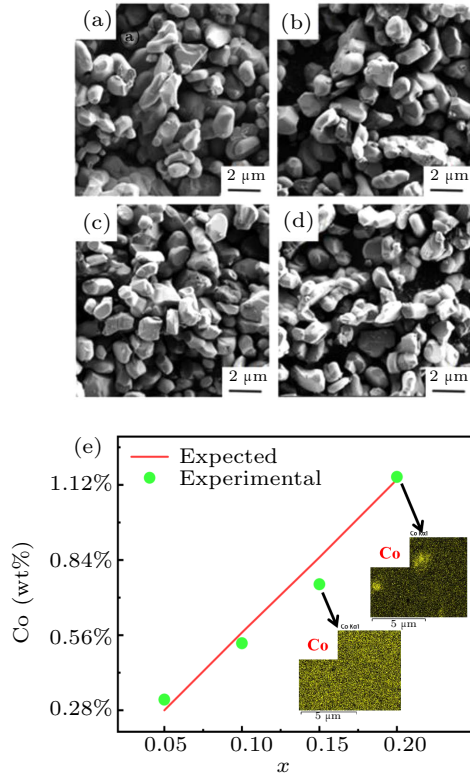 (a)
a
(b)
2 μm
2 μm
(c)
(d)
2 μm
2 μm
(e)
Expected
Experimental
1.12%
0.84%
0.56%
0.28%
Co (wt%)
Co Kα1
Co
5 μm
Co Kα1
Co
5 μm
0.05
0.10
0.15
0.20
x